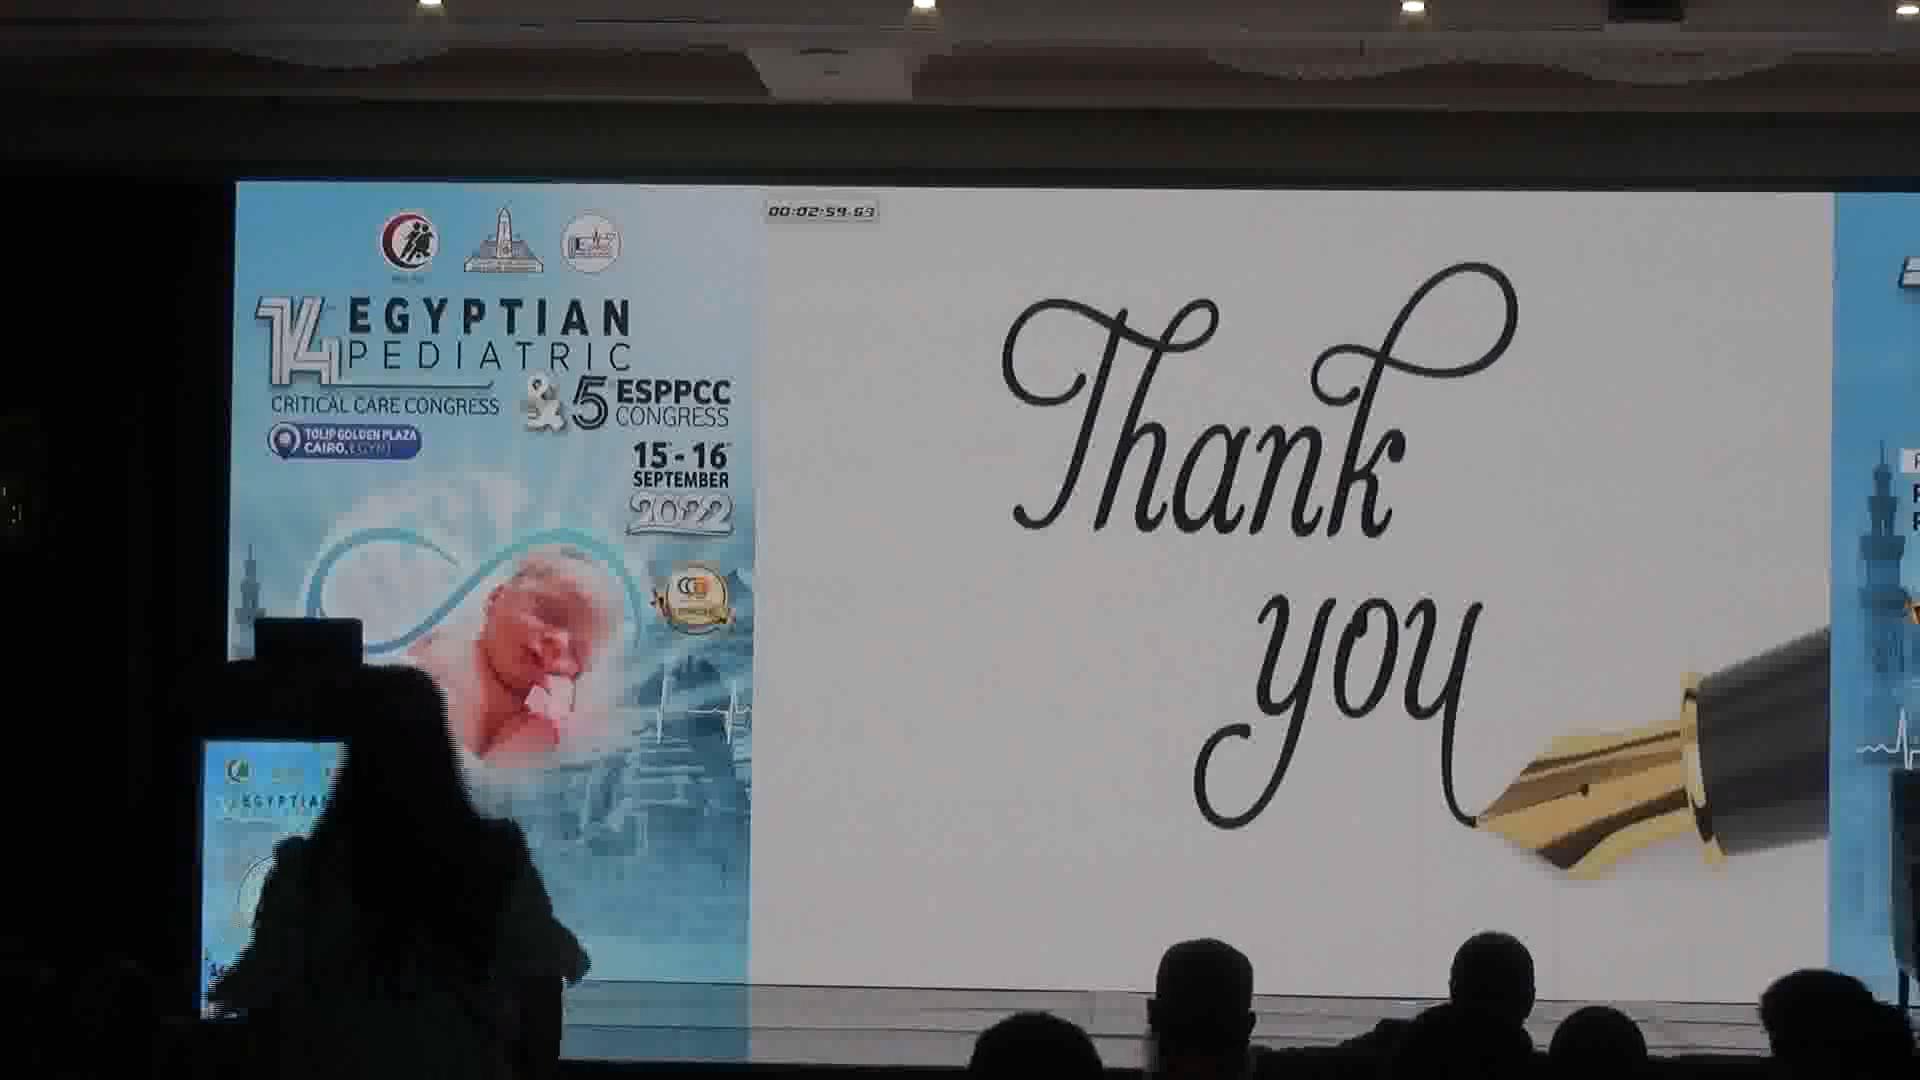 00:02:59.63
14 EGYPTIAN
PEDIATRIC
CRITICAL CARE CONGRESS
& 5 ESPPCC
CONGRESS
TOLIP GOLDEN PLAZA
CAIRO, EGYPT
15 - 16
SEPTEMBER
2022
Thank
you
EGYPTIAN